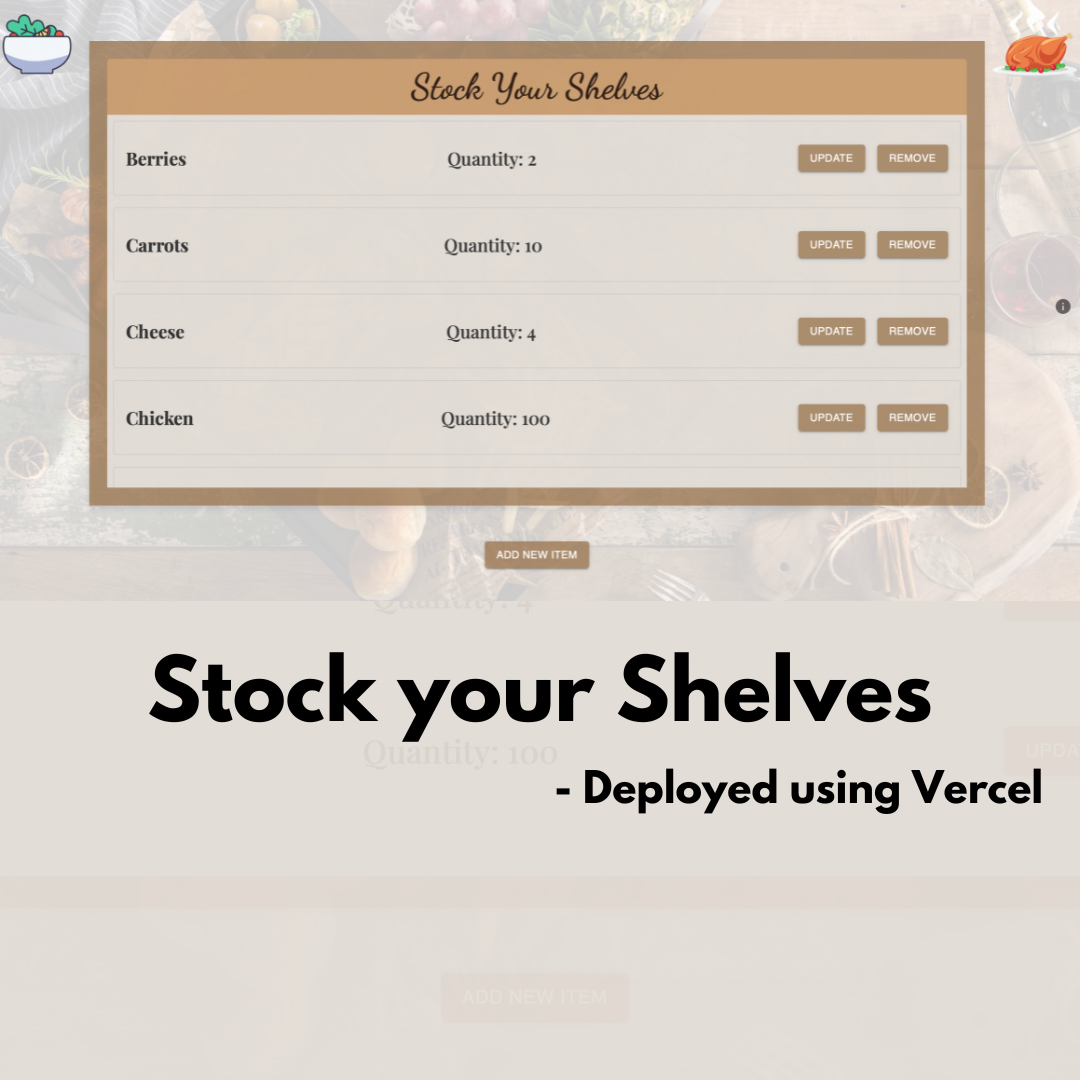 Stock Your Shelves
Berries Quantity: 2 UPDATE REMOVE
Carrots Quantity: 10 UPDATE REMOVE
Cheese Quantity: 4 UPDATE REMOVE
Chicken Quantity: 100 UPDATE REMOVE
ADD NEW ITEM
Quantity: 4
Stock your Shelves
Quantity: 100 UPDA
- Deployed using Vercel
ADD NEW ITEM